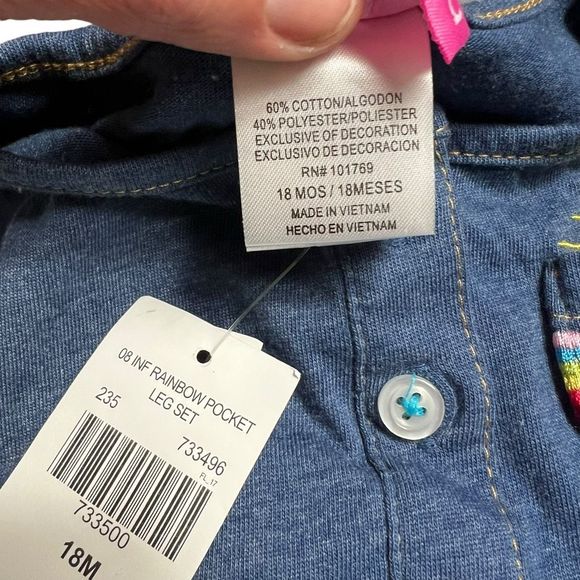 60% COTTON/ALGODON
40% POLYESTER/POLIESTER
EXCLUSIVE OF DECORATION
EXCLUSIVO DE DECORACION
RN# 101769
18 MOS / 18MESES
MADE IN VIETNAM
HECHO EN VIETNAM
08 INF RAINBOW POCKET
LEG SET
235
733496
FL_17
733500
18M